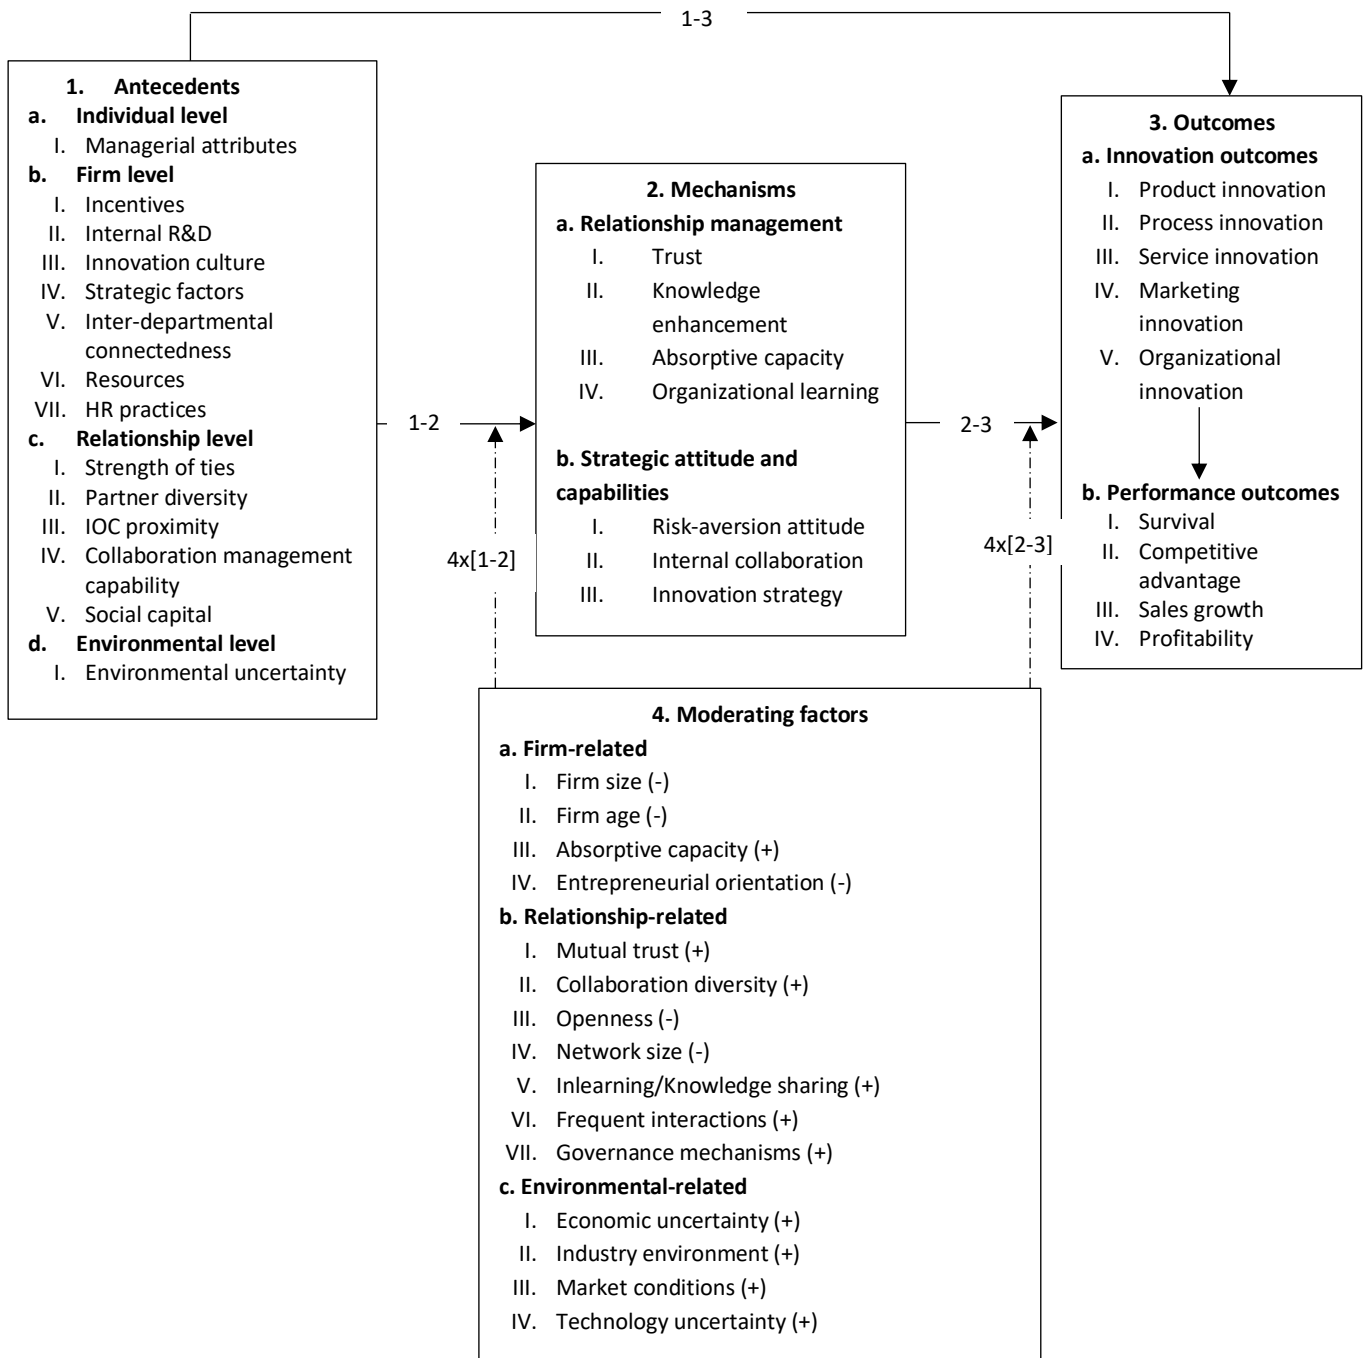 1-3
1. Antecedents
a. Individual level
I. Managerial attributes
b. Firm level
I. Incentives
II. Internal R&D
III. Innovation culture
IV. Strategic factors
V. Inter-departmental
connectedness
VI. Resources
VII. HR practices
c. Relationship level
I. Strength of ties
II. Partner diversity
III. IOC proximity
IV. Collaboration management
capability
V. Social capital
d. Environmental level
I. Environmental uncertainty
1-2
4x[1-2]
2. Mechanisms
a. Relationship management
I. Trust
II. Knowledge
enhancement
III. Absorptive capacity
IV. Organizational learning
b. Strategic attitude and
capabilities
I. Risk-aversion attitude
II. Internal collaboration
III. Innovation strategy
2-3
4x[2-3]
3. Outcomes
a. Innovation outcomes
I. Product innovation
II. Process innovation
III. Service innovation
IV. Marketing
innovation
V. Organizational
innovation
b. Performance outcomes
I. Survival
II. Competitive
advantage
III. Sales growth
IV. Profitability
4. Moderating factors
a. Firm-related
I. Firm size (-)
II. Firm age (-)
III. Absorptive capacity (+)
IV. Entrepreneurial orientation (-)
b. Relationship-related
I. Mutual trust (+)
II. Collaboration diversity (+)
III. Openness (-)
IV. Network size (-)
V. Inlearning/Knowledge sharing (+)
VI. Frequent interactions (+)
VII. Governance mechanisms (+)
c. Environmental-related
I. Economic uncertainty (+)
II. Industry environment (+)
III. Market conditions (+)
IV. Technology uncertainty (+)